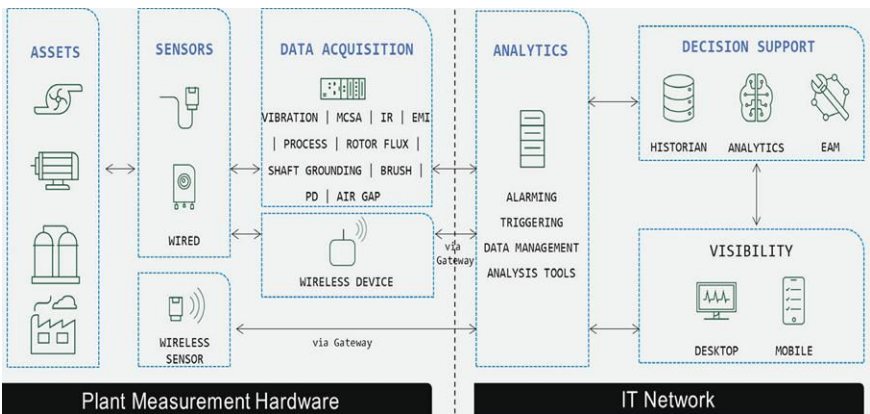 ASSETS
SENSORS
WIRED
WIRELESS
SENSOR
DATA ACQUISITION
VIBRATION | MCSA | IR | EMI
| PROCESS | ROTOR FLUX |
SHAFT GROUNDING | BRUSH |
PD | AIR GAP
WIRELESS DEVICE
via
Gateway
via Gateway
ANALYTICS
ALARMING
TRIGGERING
DATA MANAGEMENT
ANALYSIS TOOLS
DECISION SUPPORT
HISTORIAN
ANALYTICS
EAM
VISIBILITY
DESKTOP
MOBILE
Plant Measurement Hardware
IT Network